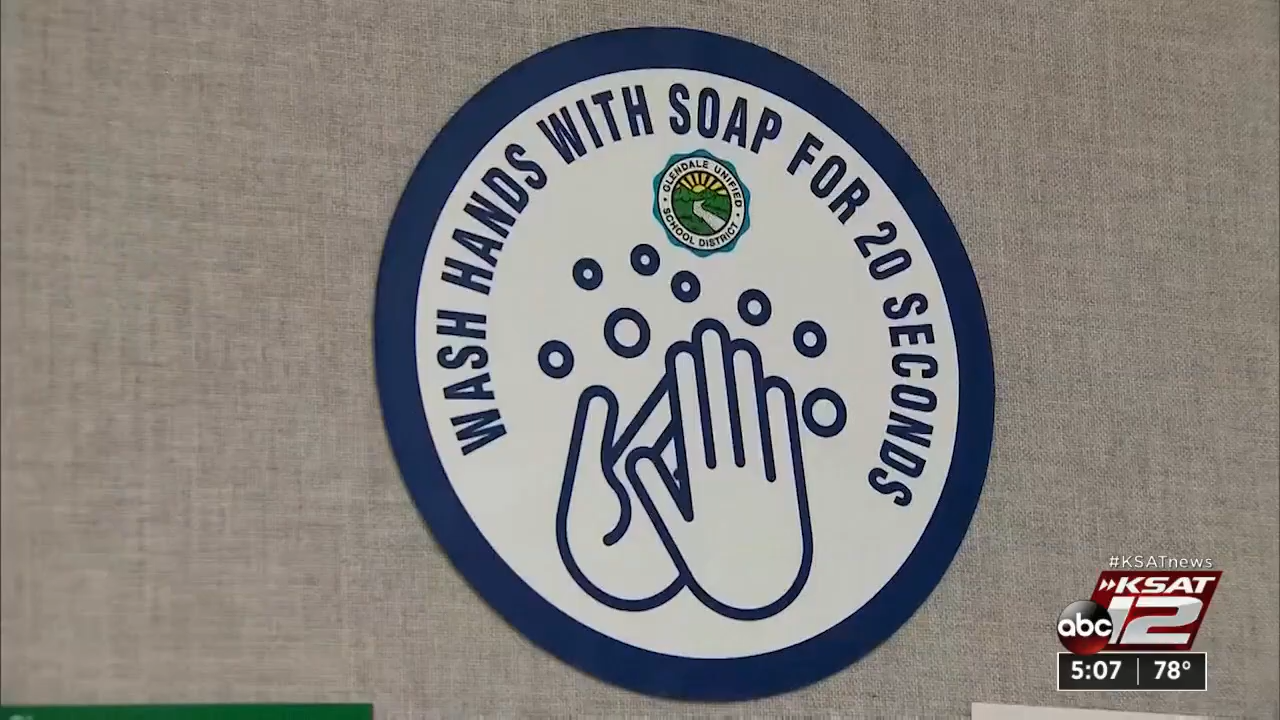 WASH HANDS WITH SOAP FOR 20 SECONDS
GLENDALE UNIFIED
SCHOOL DISTRICT
#KSATnews
KSAT
abc 12
5:07 78°